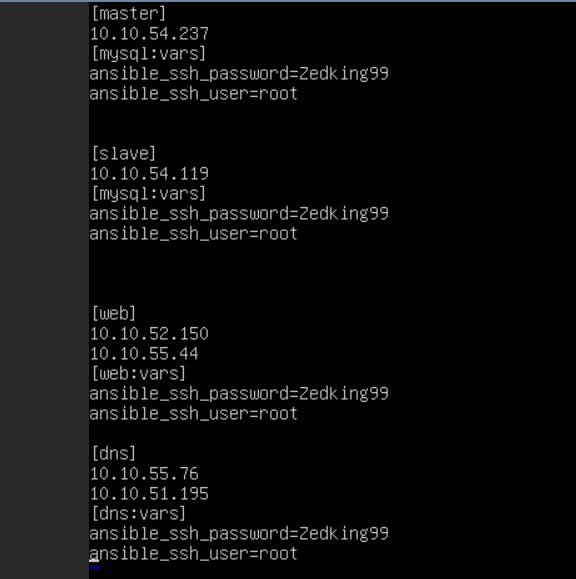 [master]
10.10.54.237
[mysql:vars]
ansible_ssh_password=Zedking99
ansible_ssh_user=root
[slave]
10.10.54.119
[mysql:vars]
ansible_ssh_password=Zedking99
ansible_ssh_user=root
[web]
10.10.52.150
10.10.55.44
[web:vars]
ansible_ssh_password=Zedking99
ansible_ssh_user=root
[dns]
10.10.55.76
10.10.51.195
[dns:vars]
ansible_ssh_password=Zedking99
ansible_ssh_user=root
~